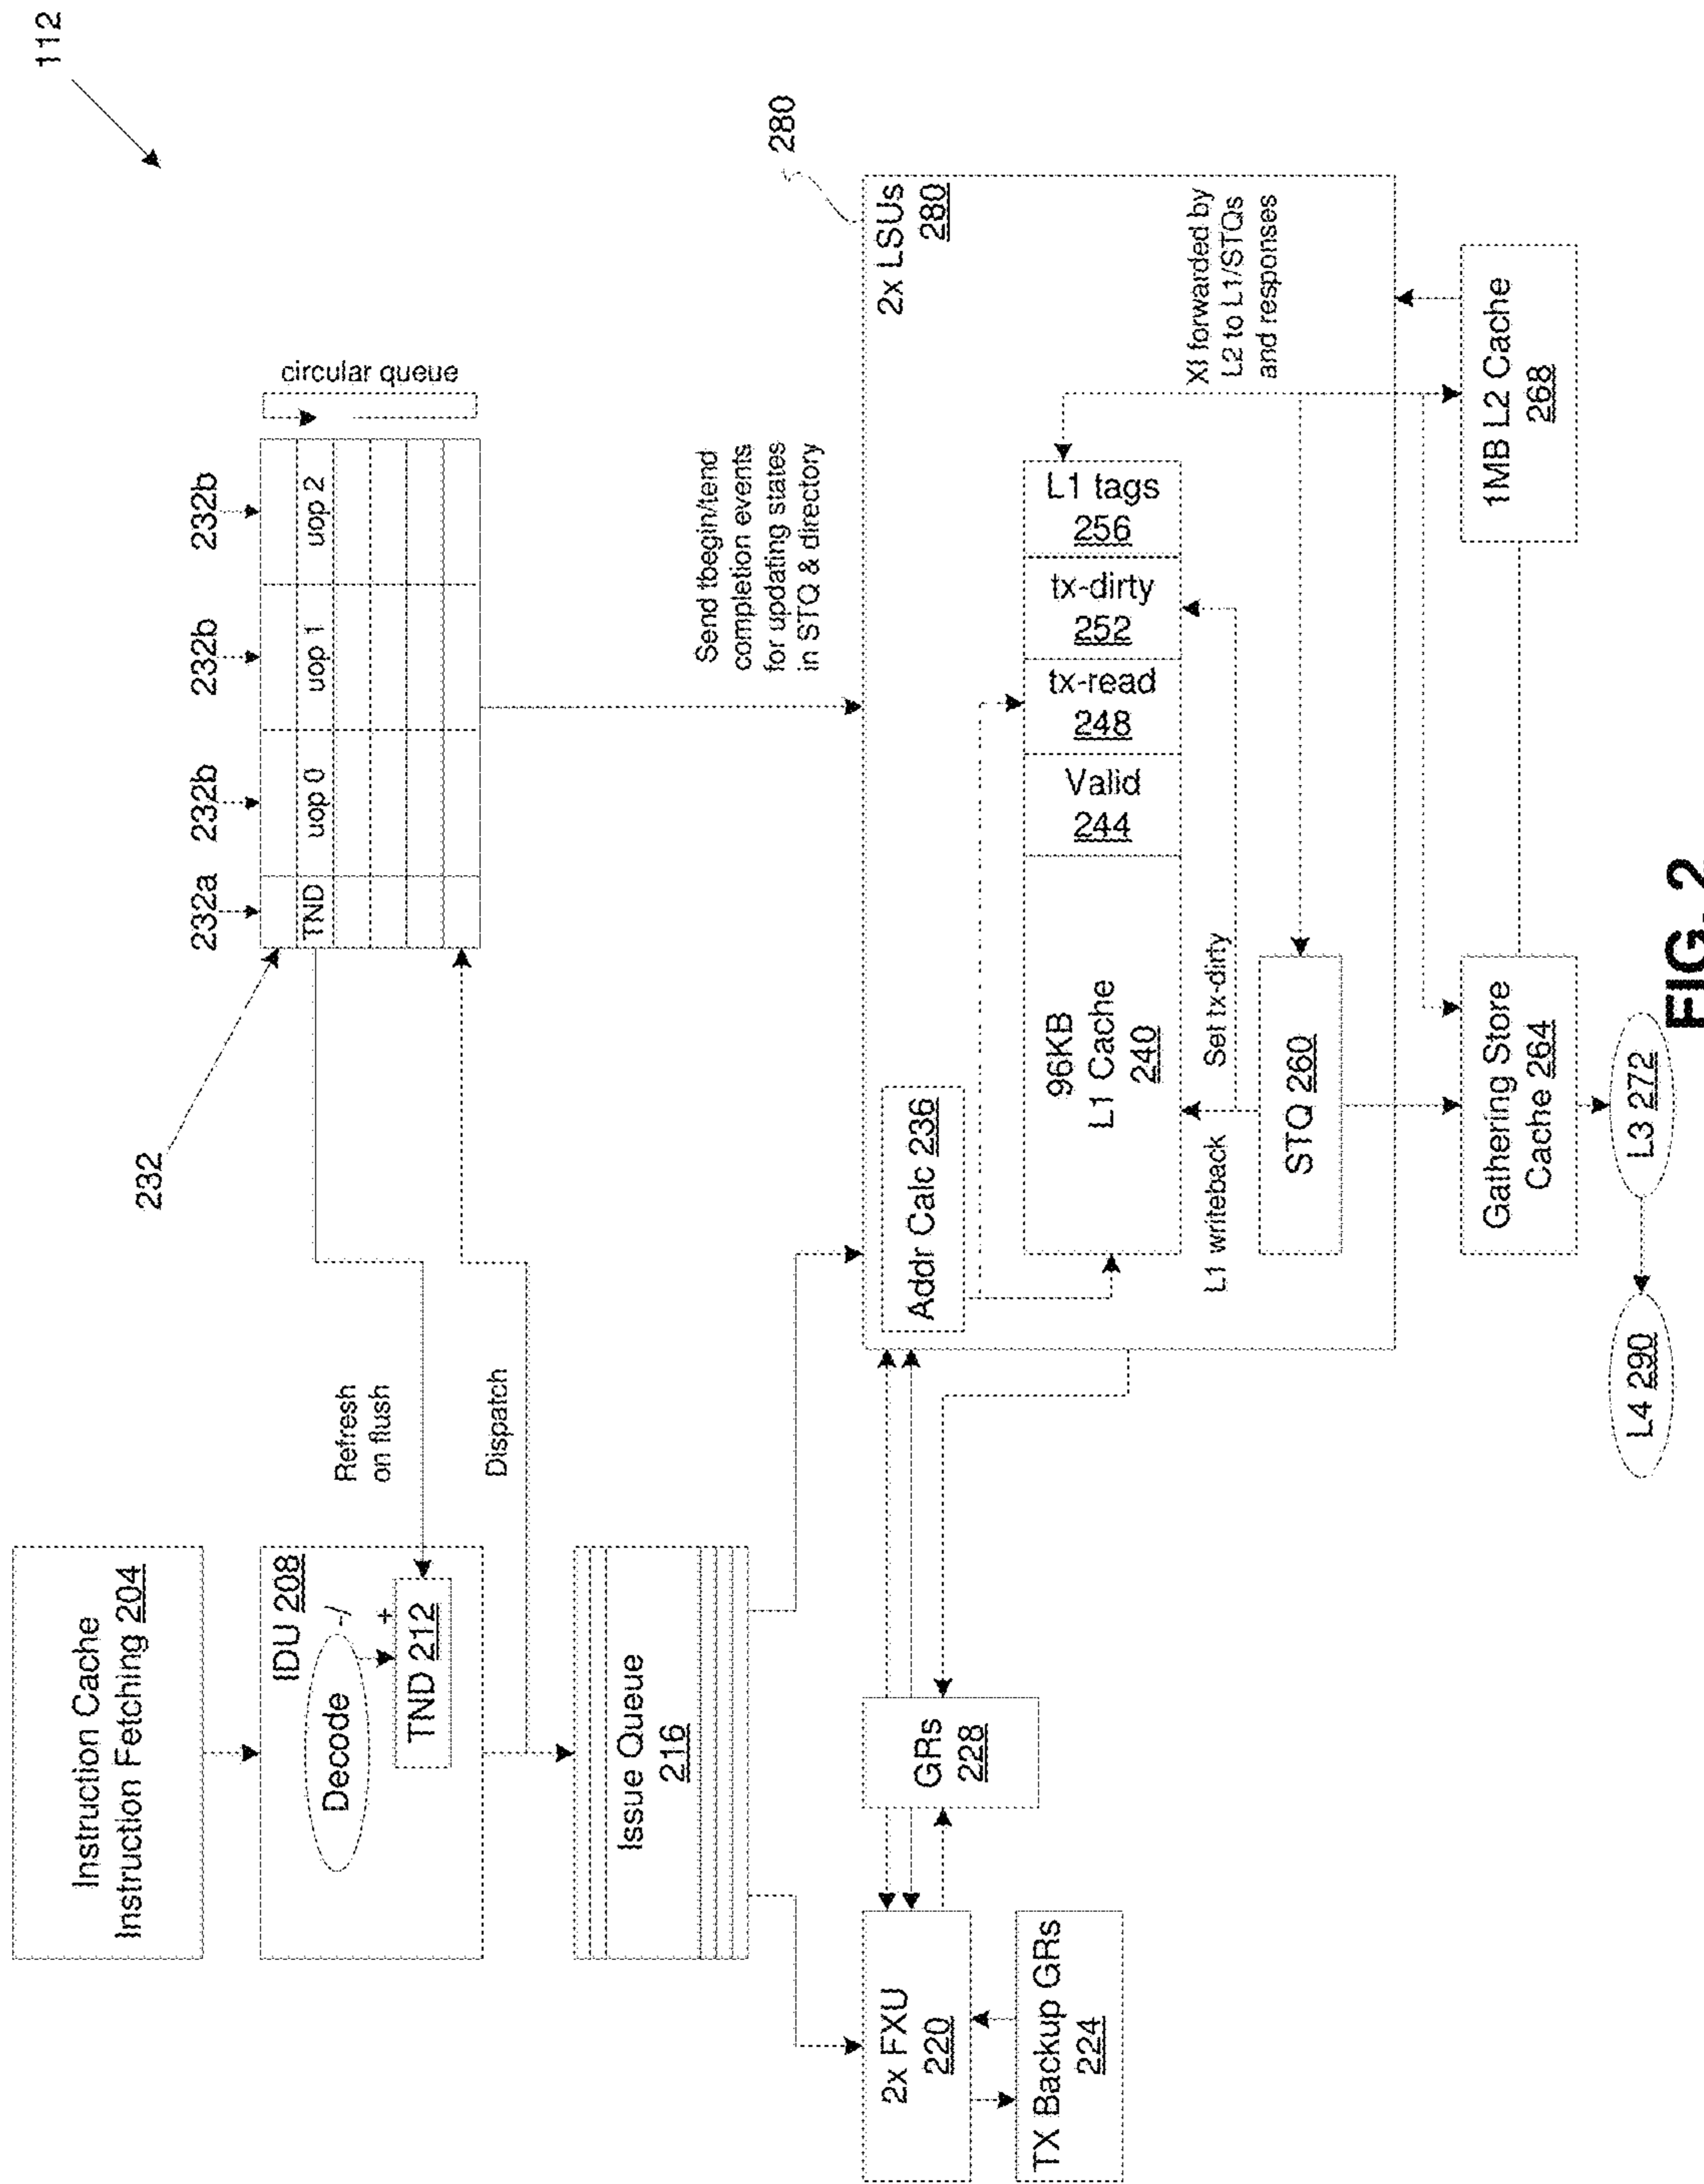 112
Instruction Cache
Instruction Fetching 204
IDU 208
Decode
-/
+
TND 212
Refresh
on flush
Dispatch
Issue Queue
216
232
232a
232b
232b
232b
TND
uop 0
uop 1
uop 2
circular queue
Send tbegin/tend
completion events
for updating states
in STQ & directory
280
2x LSUs
280
2x FXU
220
TX Backup GRs
224
GRs
228
Addr Calc 236
96KB
L1 Cache
240
Valid
244
tx-read
248
tx-dirty
252
L1 tags
256
XI forwarded by
L2 to L1/STQs
and responses
L1 writeback
Set tx-dirty
STQ 260
Gathering Store
Cache 264
1MB L2 Cache
268
L4 290
L3 272
FIG. 2